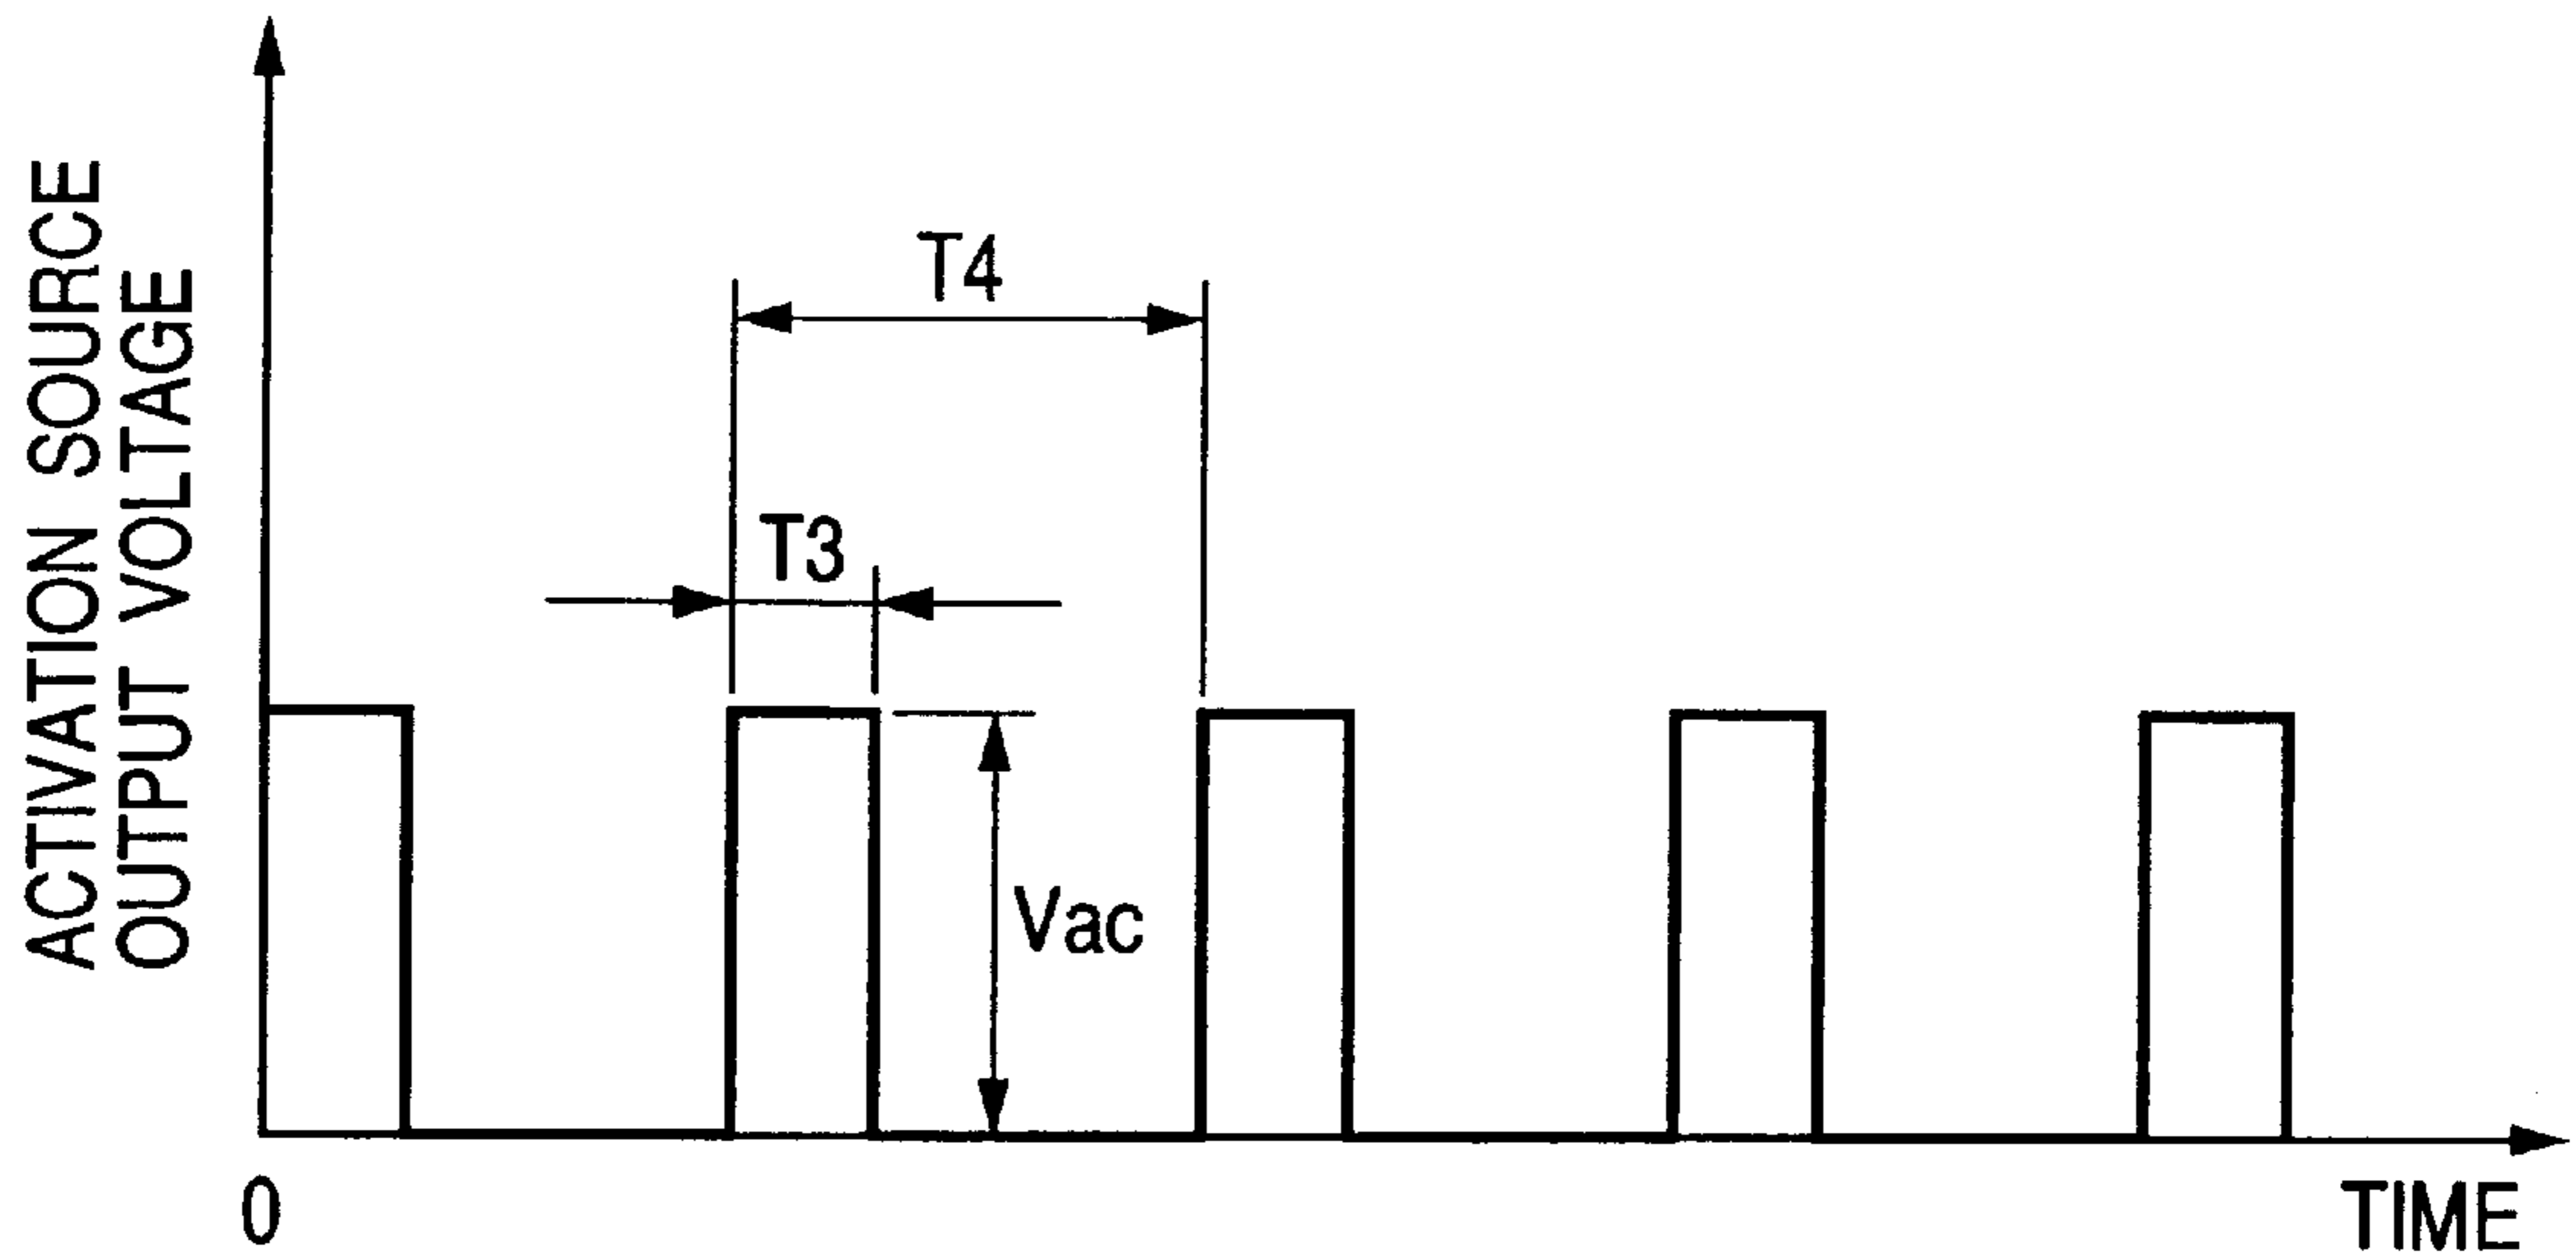 ACTIVATION SOURCE
OUTPUT VOLTAGE
T4
T3
Vac
0
TIME